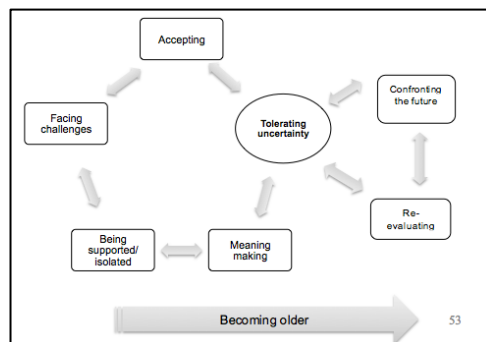 Accepting
Facing
challenges
Tolerating
uncertainty
Confronting
the future
Re-
evaluating
Being
supported/
isolated
Meaning
making
Becoming older
53